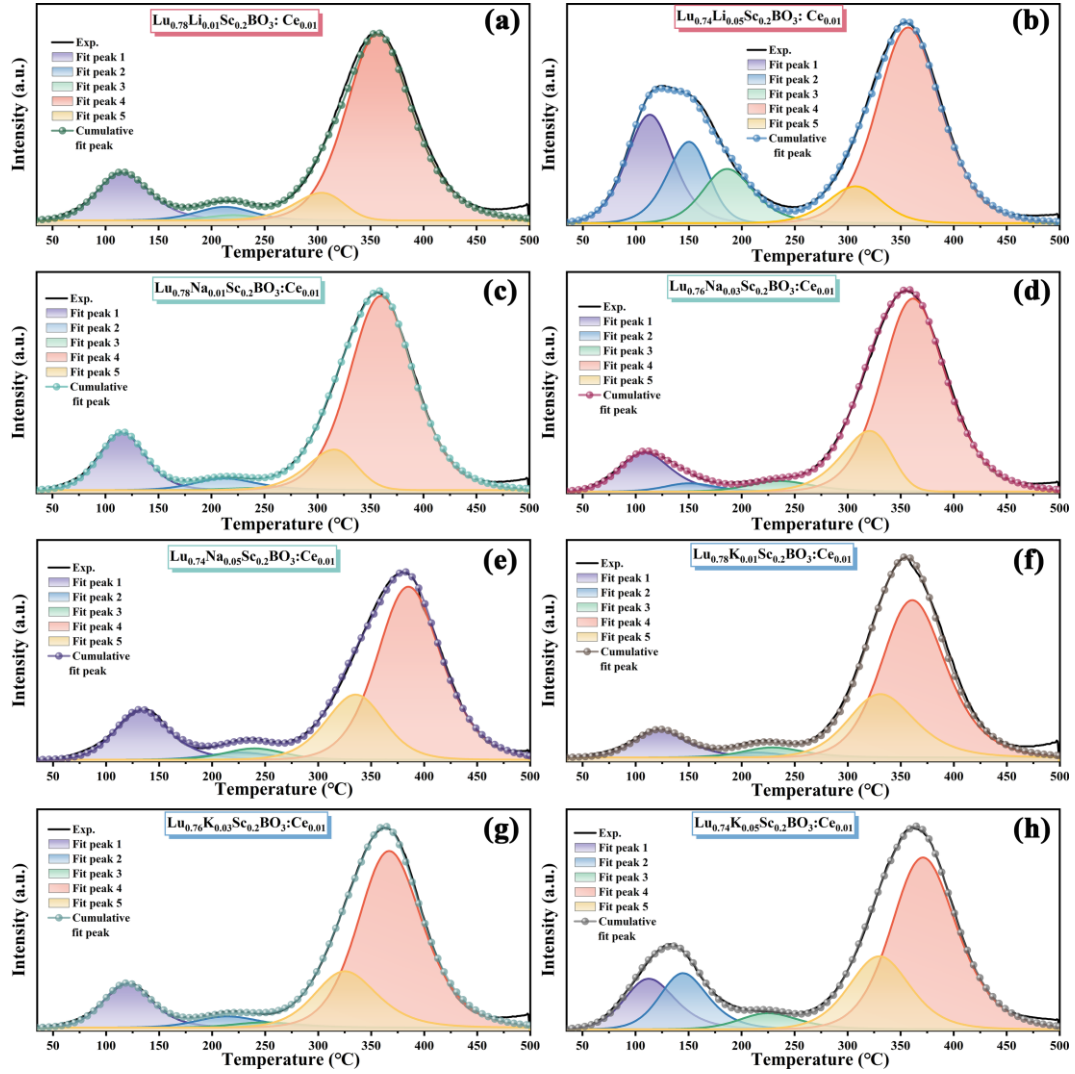 Lu0.78Li0.01Sc0.2BO3: Ce0.01
(a)
Exp.
Fit peak 1
Fit peak 2
Fit peak 3
Fit peak 4
Fit peak 5
Cumulative
fit peak
Intensity (a.u.)
50 100 150 200 250 300 350 400 450 500
Temperature (℃)
Lu0.74Li0.05Sc0.2BO3: Ce0.01
(b)
Exp.
Fit peak 1
Fit peak 2
Fit peak 3
Fit peak 4
Fit peak 5
Cumulative
fit peak
Intensity (a.u.)
50 100 150 200 250 300 350 400 450 500
Temperature (℃)
Lu0.78Na0.01Sc0.2BO3:Ce0.01
(c)
Exp.
Fit peak 1
Fit peak 2
Fit peak 3
Fit peak 4
Fit peak 5
Cumulative
fit peak
Intensity (a.u.)
50 100 150 200 250 300 350 400 450 500
Temperature (℃)
Lu0.76Na0.03Sc0.2BO3:Ce0.01
(d)
Exp.
Fit peak 1
Fit peak 2
Fit peak 3
Fit peak 4
Fit peak 5
Cumulative
fit peak
Intensity (a.u.)
50 100 150 200 250 300 350 400 450 500
Temperature (℃)
Lu0.74Na0.05Sc0.2BO3:Ce0.01
(e)
Exp.
Fit peak 1
Fit peak 2
Fit peak 3
Fit peak 4
Fit peak 5
Cumulative
fit peak
Intensity (a.u.)
50 100 150 200 250 300 350 400 450 500
Temperature (℃)
Lu0.78K0.01Sc0.2BO3:Ce0.01
(f)
Exp.
Fit peak 1
Fit peak 2
Fit peak 3
Fit peak 4
Fit peak 5
Cumulative
fit peak
Intensity (a.u.)
50 100 150 200 250 300 350 400 450 500
Temperature (℃)
Lu0.76K0.03Sc0.2BO3:Ce0.01
(g)
Exp.
Fit peak 1
Fit peak 2
Fit peak 3
Fit peak 4
Fit peak 5
Cumulative
fit peak
Intensity (a.u.)
50 100 150 200 250 300 350 400 450 500
Temperature (℃)
Lu0.74K0.05Sc0.2BO3:Ce0.01
(h)
Exp.
Fit peak 1
Fit peak 2
Fit peak 3
Fit peak 4
Fit peak 5
Cumulative
fit peak
Intensity (a.u.)
50 100 150 200 250 300 350 400 450 500
Temperature (℃)